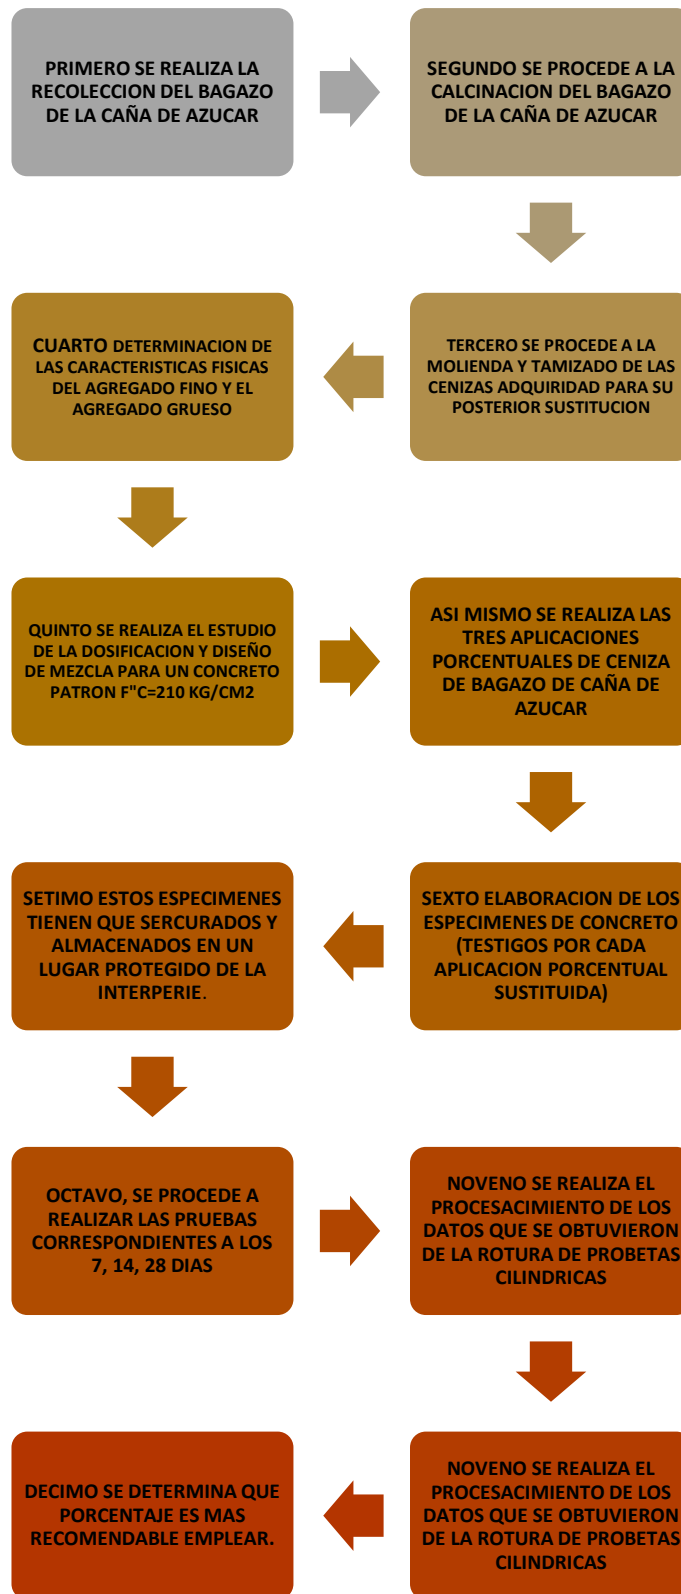 PRIMERO SE REALIZA LA
RECOLECCION DEL BAGAZO
DE LA CAÑA DE AZUCAR
SEGUNDO SE PROCEDE A LA
CALCINACION DEL BAGAZO
DE LA CAÑA DE AZUCAR
TERCERO SE PROCEDE A LA
MOLIENDA Y TAMIZADO DE LAS
CENIZAS ADQUIRIDAD PARA SU
POSTERIOR SUSTITUCION
CUARTO DETERMINACION DE
LAS CARACTERISTICAS FISICAS
DEL AGREGADO FINO Y EL
AGREGADO GRUESO
QUINTO SE REALIZA EL ESTUDIO
DE LA DOSIFICACION Y DISEÑO
DE MEZCLA PARA UN CONCRETO
PATRON F"C=210 KG/CM2
ASI MISMO SE REALIZA LAS
TRES APLICACIONES
PORCENTUALES DE CENIZA
DE BAGAZO DE CAÑA DE
AZUCAR
SEXTO ELABORACION DE LOS
ESPECIMENES DE CONCRETO
(TESTIGOS POR CADA
APLICACION PORCENTUAL
SUSTITUIDA)
SETIMO ESTOS ESPECIMENES
TIENEN QUE SERCURADOS Y
ALMACENADOS EN UN
LUGAR PROTEGIDO DE LA
INTERPERIE.
OCTAVO, SE PROCEDE A
REALIZAR LAS PRUEBAS
CORRESPONDIENTES A LOS
7, 14, 28 DIAS
NOVENO SE REALIZA EL
PROCESACIMIENTO DE LOS
DATOS QUE SE OBTUVIERON
DE LA ROTURA DE PROBETAS
CILINDRICAS
NOVENO SE REALIZA EL
PROCESACIMIENTO DE LOS
DATOS QUE SE OBTUVIERON
DE LA ROTURA DE PROBETAS
CILINDRICAS
DECIMO SE DETERMINA QUE
PORCENTAJE ES MAS
RECOMENDABLE EMPLEAR.